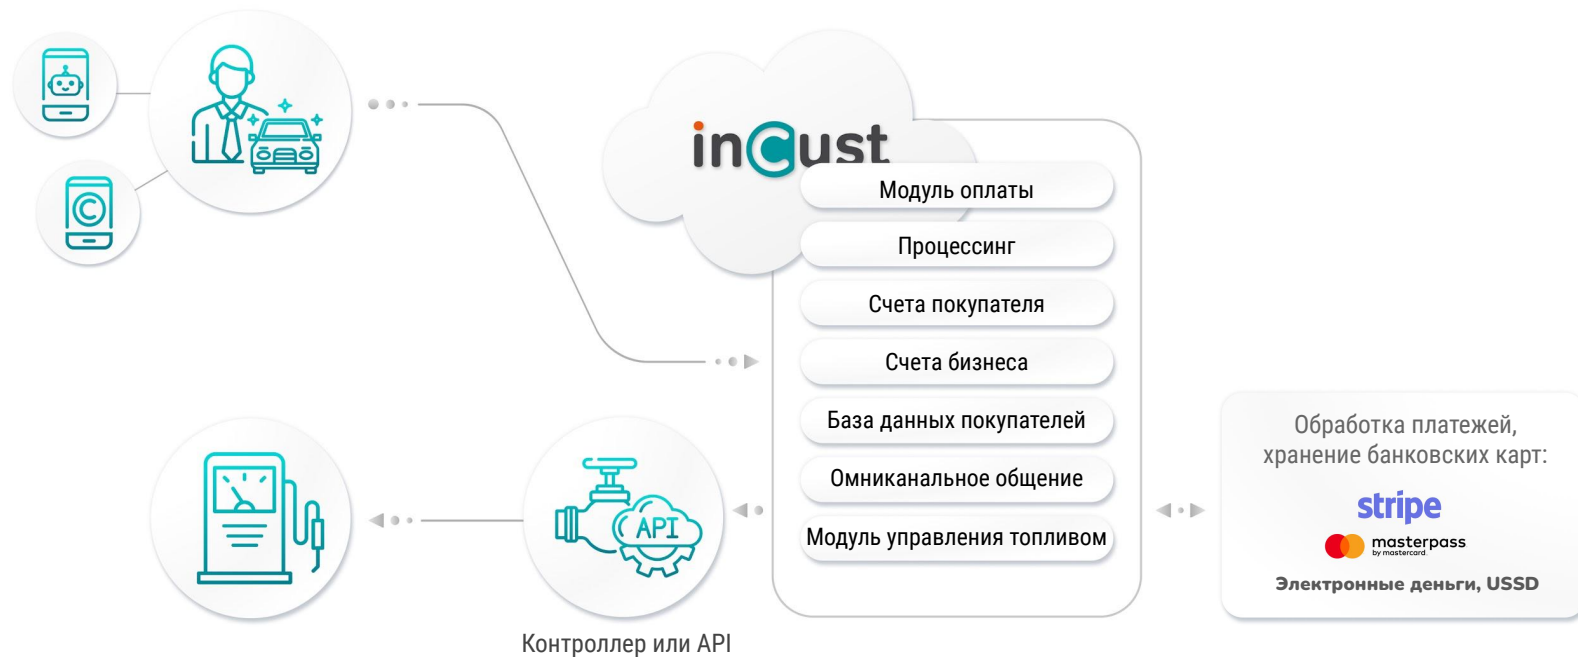 inCust
Модуль оплаты
Процессинг
Счета покупателя
Счета бизнеса
База данных покупателей
Омниканальное общение
Модуль управления топливом
API
Контроллер или API
Обработка платежей,
хранение банковских карт:
stripe
masterpass
by mastercard
Электронные деньги, USSD